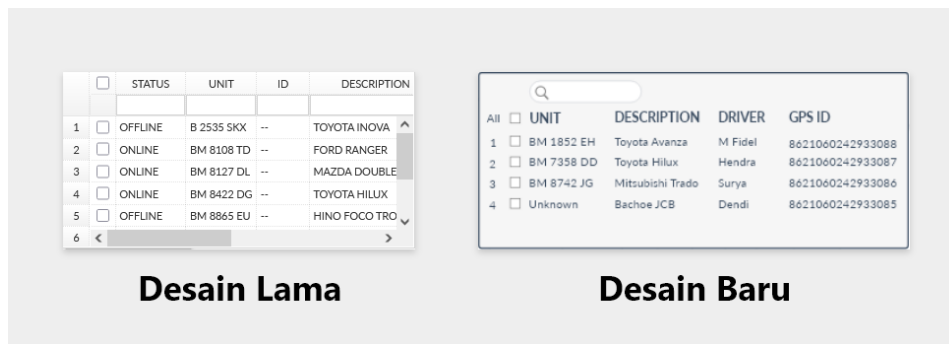 STATUS UNIT ID DESCRIPTION
1 OFFLINE B 2535 SKX -- TOYOTA INOVA
2 ONLINE BM 8108 TD -- FORD RANGER
3 ONLINE BM 8127 DL -- MAZDA DOUBLE
4 ONLINE BM 8422 DG -- TOYOTA HILUX
5 OFFLINE BM 8865 EU -- HINO FOCO TRO
6
Desain Lama
All UNIT DESCRIPTION DRIVER GPS ID
1 BM 1852 EH Toyota Avanza M Fidel 8621060242933088
2 BM 7358 DD Toyota Hilux Hendra 8621060242933087
3 BM 8742 JG Mitsubishi Trado Surya 8621060242933086
4 Unknown Bachoe JCB Dendi 8621060242933085
Desain Baru